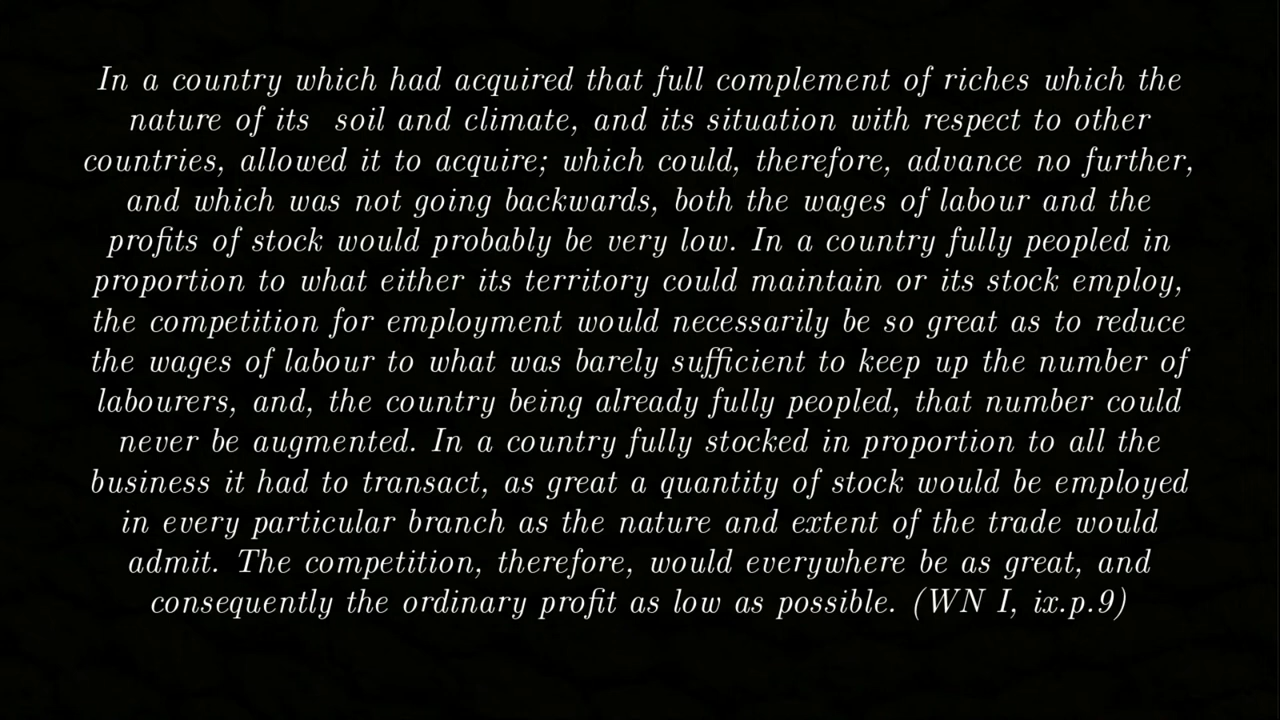 In a country which had acquired that full complement of riches which the
nature of its soil and climate, and its situation with respect to other
countries, allowed it to acquire; which could, therefore, advance no further,
and which was not going backwards, both the wages of labour and the
profits of stock would probably be very low. In a country fully peopled in
proportion to what either its territory could maintain or its stock employ,
the competition for employment would necessarily be so great as to reduce
the wages of labour to what was barely sufficient to keep up the number of
labourers, and, the country being already fully peopled, that number could
never be augmented. In a country fully stocked in proportion to all the
business it had to transact, as great a quantity of stock would be employed
in every particular branch as the nature and extent of the trade would
admit. The competition, therefore, would everywhere be as great, and
consequently the ordinary profit as low as possible. (WN I, ix.p.9)